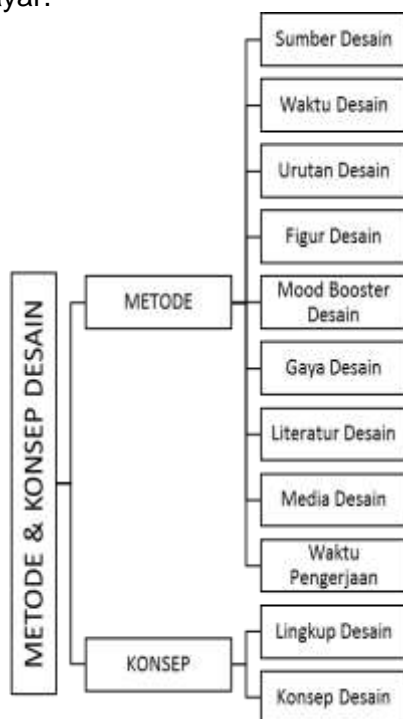 METODE & KONSEP DESAIN
METODE
Sumber Desain
Waktu Desain
Urutan Desain
Figur Desain
Mood Booster
Desain
Gaya Desain
Literatur Desain
Media Desain
Waktu
Pengerjaan
KONSEP
Lingkup Desain
Konsep Desain